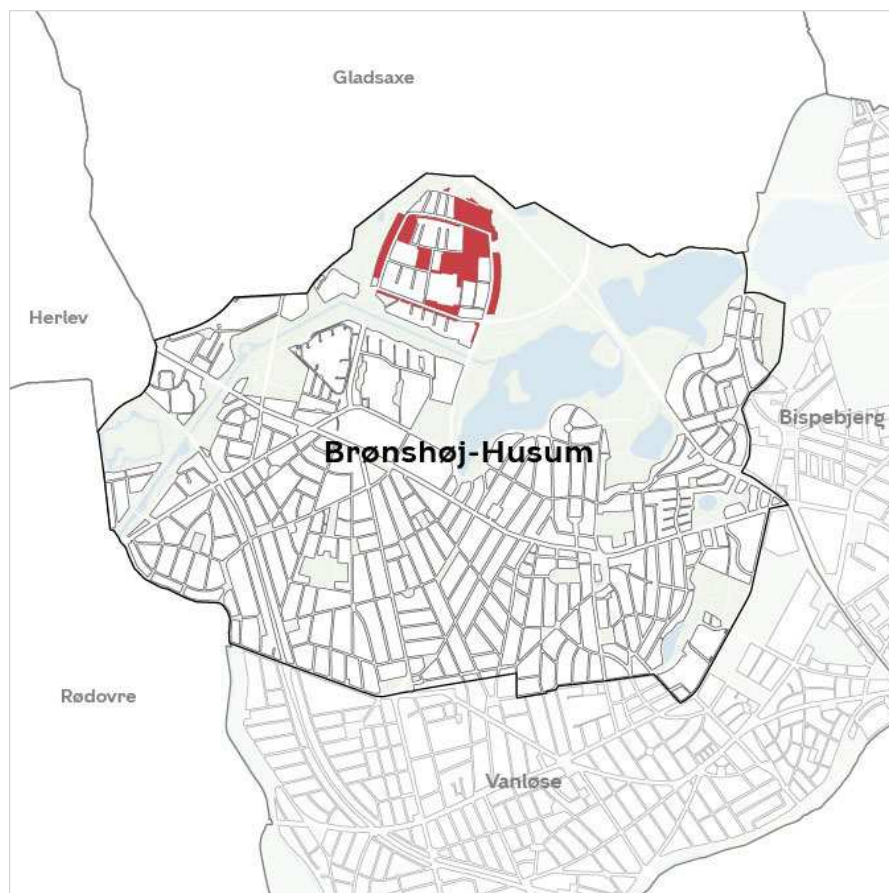 Gladsaxe
Herlev
Bispebjerg
Brønshøj-Husum
Rødovre
Vanløse